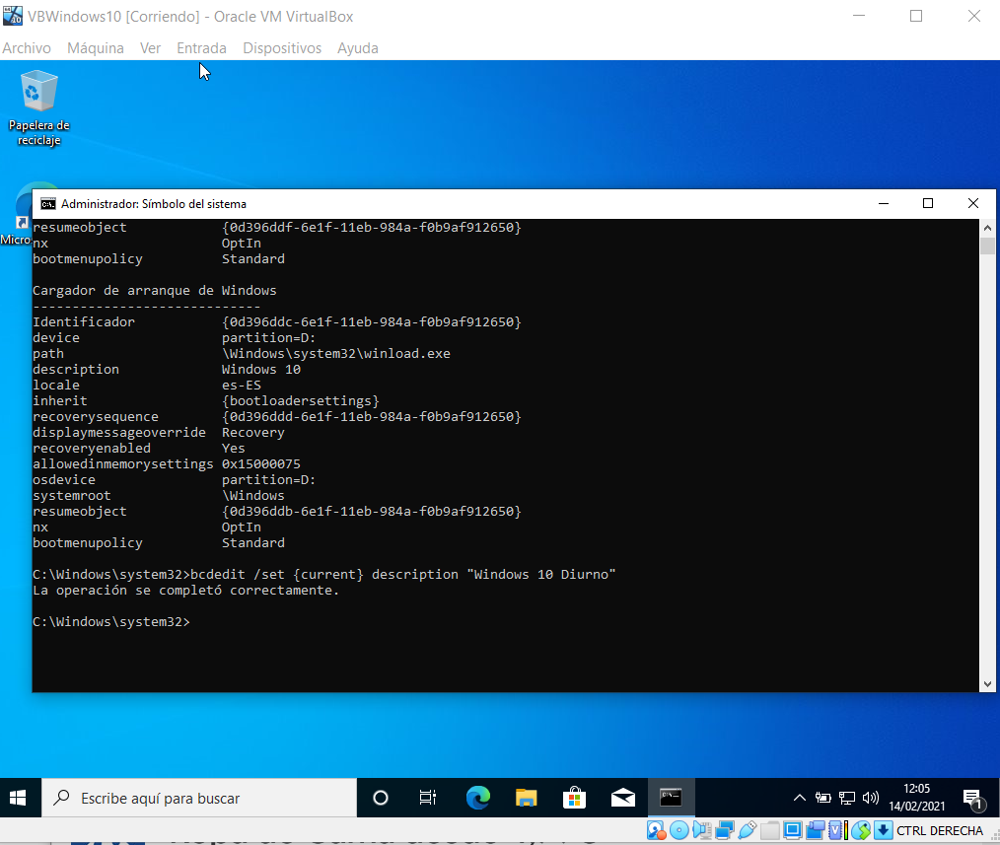 VBWindows10 [Corriendo] - Oracle VM VirtualBox
Archivo Máquina Ver Entrada Dispositivos Ayuda
Papelera de
reciclaje
Micro
Administrador: Símbolo del sistema
resumeobject {0d396ddf-6e1f-11eb-984a-f0b9af912650}
nx OptIn
bootmenupolicy Standard
Cargador de arranque de Windows
-----------------------------
Identificador {0d396ddc-6e1f-11eb-984a-f0b9af912650}
device partition=D:
path \Windows\system32\winload.exe
description Windows 10
locale es-ES
inherit {bootloadersettings}
recoverysequence {0d396ddd-6e1f-11eb-984a-f0b9af912650}
displaymessageoverride Recovery
recoveryenabled Yes
allowedinmemorysettings 0x15000075
osdevice partition=D:
systemroot \Windows
resumeobject {0d396ddb-6e1f-11eb-984a-f0b9af912650}
nx OptIn
bootmenupolicy Standard
C:\Windows\system32>bcdedit /set {current} description "Windows 10 Diurno"
La operación se completó correctamente.
C:\Windows\system32>
Escribe aquí para buscar
12:05
14/02/2021
1
CTRL DERECHA